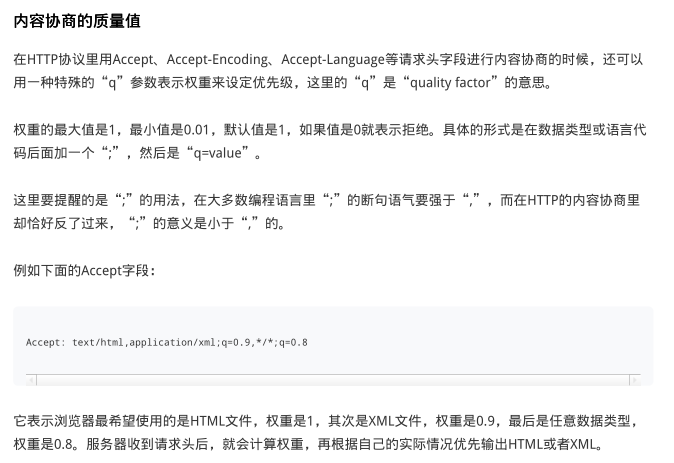 内容协商的质量值
在HTTP协议里用Accept、Accept-Encoding、Accept-Language等请求头字段进行内容协商的时候，还可以
用一种特殊的“q”参数表示权重来设定优先级，这里的“q”是“quality factor”的意思。
权重的最大值是1，最小值是0.01，默认值是1，如果值是0就表示拒绝。具体的形式是在数据类型或语言代
码后面加一个“;”，然后是“q=value”。
这里要提醒的是“;”的用法，在大多数编程语言里“;”的断句语气要强于“,”，而在HTTP的内容协商里
却恰好反了过来，“;”的意义是小于“,”的。
例如下面的Accept字段：
Accept: text/html,application/xml;q=0.9,*/*;q=0.8
它表示浏览器最希望使用的是HTML文件，权重是1，其次是XML文件，权重是0.9，最后是任意数据类型，
权重是0.8。服务器收到请求头后，就会计算权重，再根据自己的实际情况优先输出HTML或者XML。